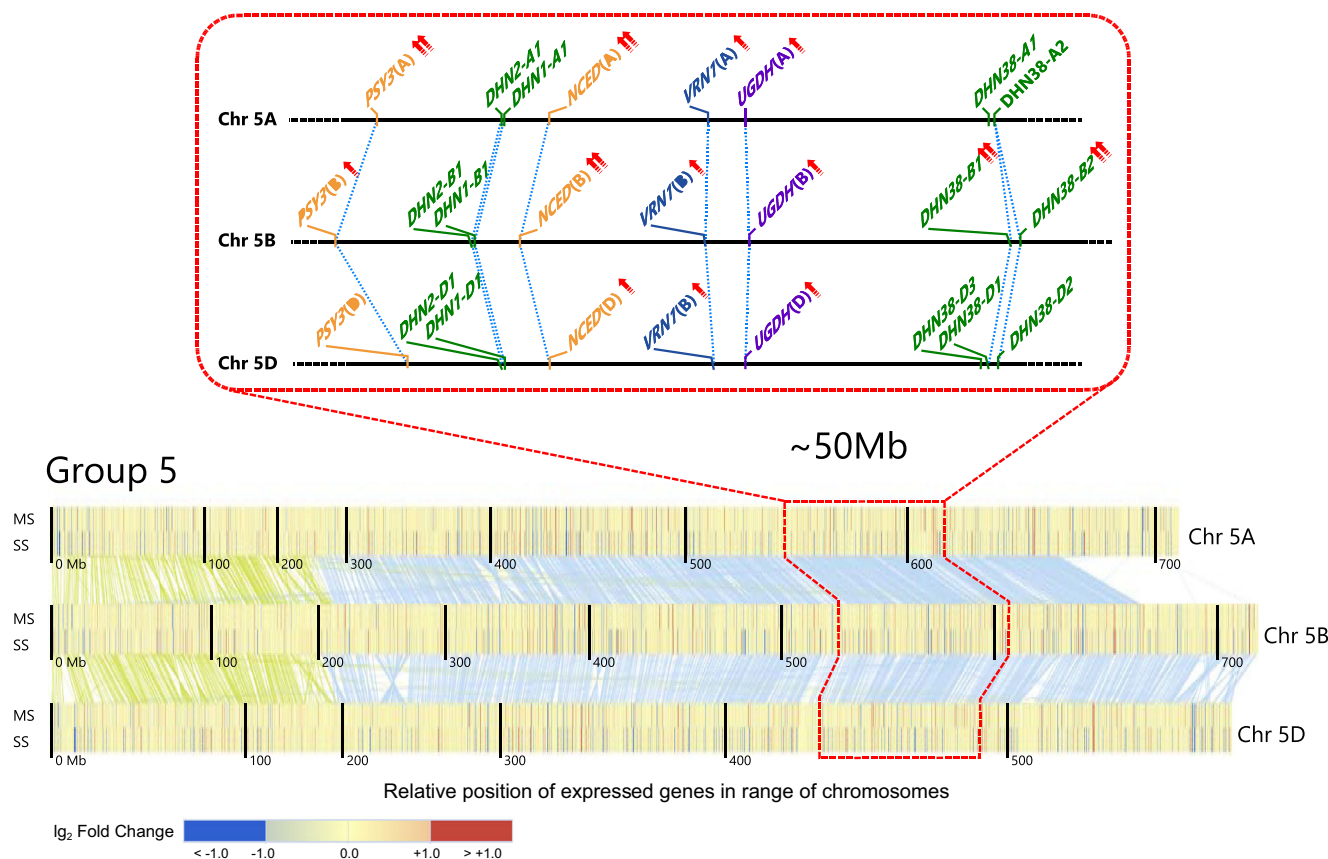 PSY3(A)
DHN2-A1
DHN1-A1
NCED(A)
VRN1(A)
UGDH(A)
DHN38-A1
DHN38-A2
Chr 5A
PSY3(B)
DHN2-B1
DHN1-B1
NCED(B)
VRN1(B)
UGDH(B)
DHN38-B1
DHN38-B2
Chr 5B
PSY3(D)
DHN2-D1
DHN1-D1
NCED(D)
VRN1(B)
UGDH(D)
DHN38-D3
DHN38-D1
DHN38-D2
Chr 5D
~50Mb
Group 5
MS
SS
0 Mb 100 200 300 400 500 600 700
Chr 5A
MS
SS
0 Mb 100 200 300 400 500 700
Chr 5B
MS
SS
0 Mb 100 200 300 400 500
Chr 5D
Relative position of expressed genes in range of chromosomes
lg2 Fold Change
< -1.0 -1.0 0.0 +1.0 > +1.0